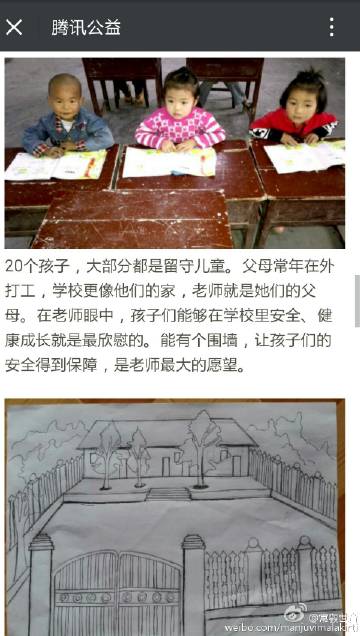 腾讯公益
20个孩子，大部分都是留守儿童。父母常年在外
打工，学校更像他们的家，老师就是她们的父
母。在老师眼中，孩子们能够在学校里安全、健
康成长就是最欣慰的。能有个围墙，让孩子们的
安全得到保障，是老师最大的愿望。
weibo.com/manjuvimalakirti